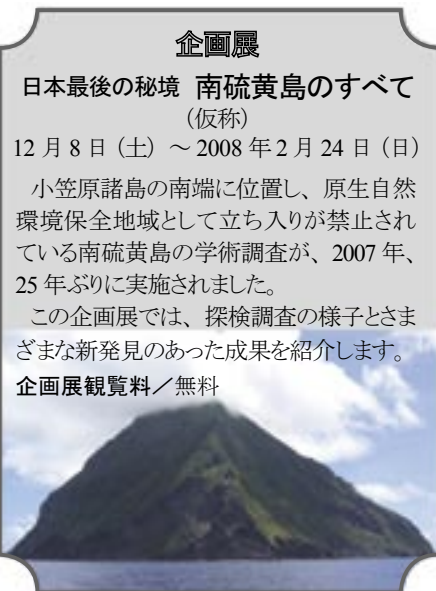 企画展
日本最後の秘境 南硫黄島のすべて
(仮称)
12月8日(土)~2008年2月24日(日)
小笠原諸島の南端に位置し、原生自然
環境保全地域として立ち入りが禁止され
ている南硫黄島の学術調査が、2007年、
25年ぶりに実施されました。
この企画展では、探検調査の様子とさま
ざまな新発見のあった成果を紹介します。
企画展観覧料/無料